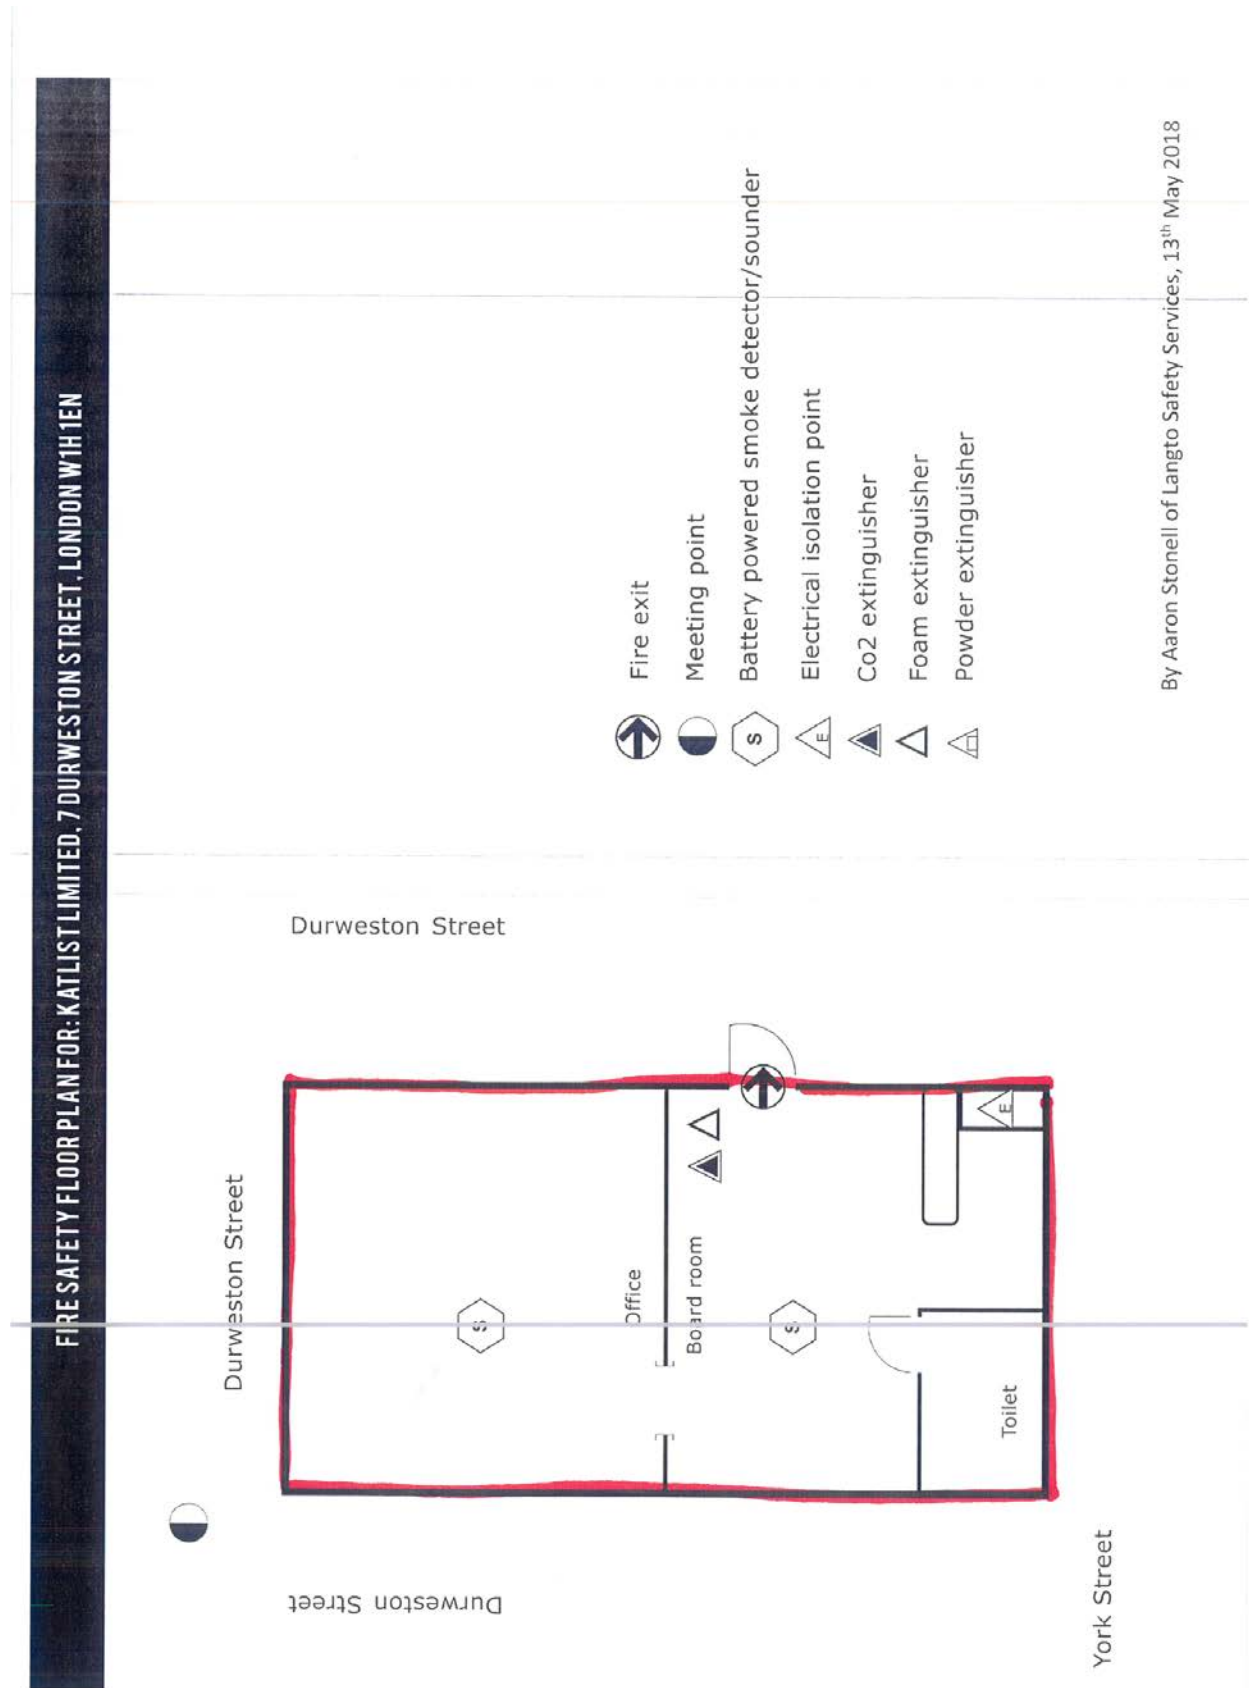 FIRE SAFETY FLOOR PLAN FOR: KATLIST LIMITED, 7 DURWESTON STREET, LONDON W1H 1EN
Durweston Street
Durweston Street
Durweston Street
York Street
S
Office
Board room
S
Toilet
E
Fire exit
Meeting point
S Battery powered smoke detector/sounder
E Electrical isolation point
Co2 extinguisher
Foam extinguisher
Powder extinguisher
By Aaron Stonell of Langto Safety Services, 13th May 2018